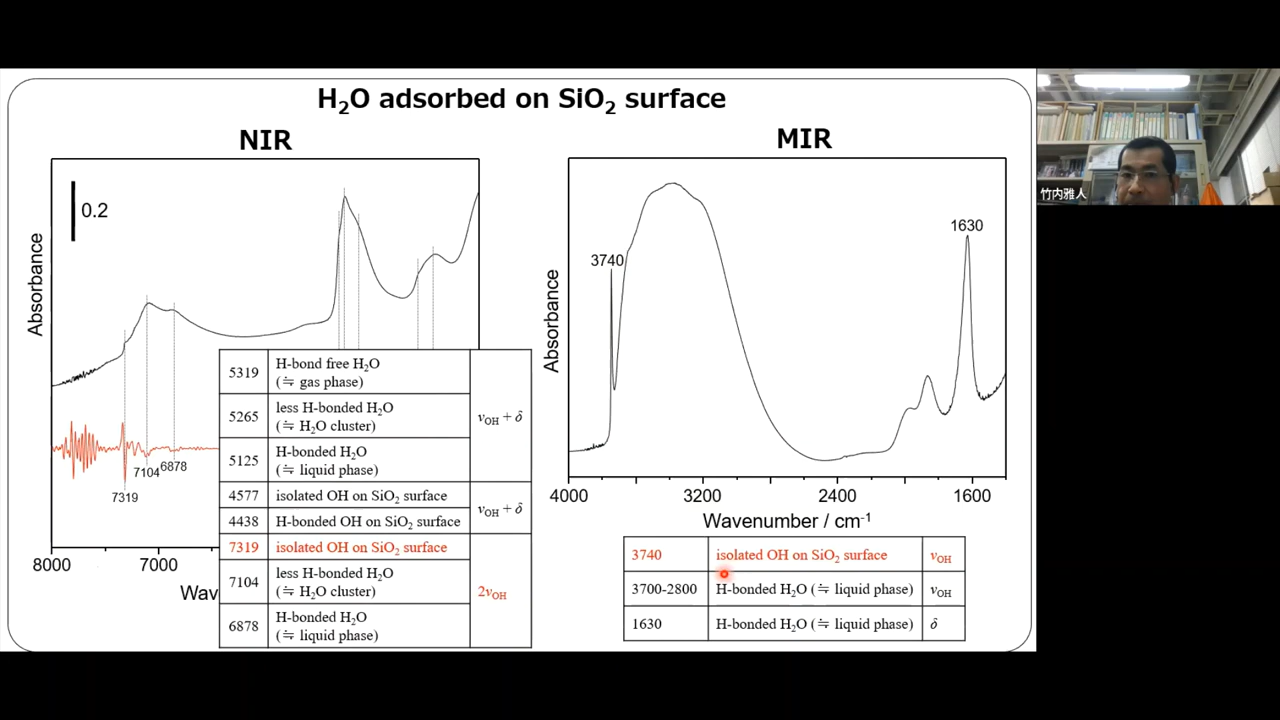 H₂O adsorbed on SiO₂ surface
NIR
0.2
Absorbance
7319
7104
6878
8000
7000
Wav
5319 H-bond free H₂O
(≒ gas phase)
5265 less H-bonded H₂O
(≒ H₂O cluster)
5125 H-bonded H₂O
(≒ liquid phase)
νOH + δ
4577 isolated OH on SiO₂ surface
4438 H-bonded OH on SiO₂ surface
νOH + δ
7319 isolated OH on SiO₂ surface
7104 less H-bonded H₂O
(≒ H₂O cluster)
6878 H-bonded H₂O
(≒ liquid phase)
2νOH
MIR
3740
1630
Absorbance
4000 3200 2400 1600
Wavenumber / cm⁻¹
3740 isolated OH on SiO₂ surface νOH
3700-2800 H-bonded H₂O (≒ liquid phase) νOH
1630 H-bonded H₂O (≒ liquid phase) δ
竹内雅人